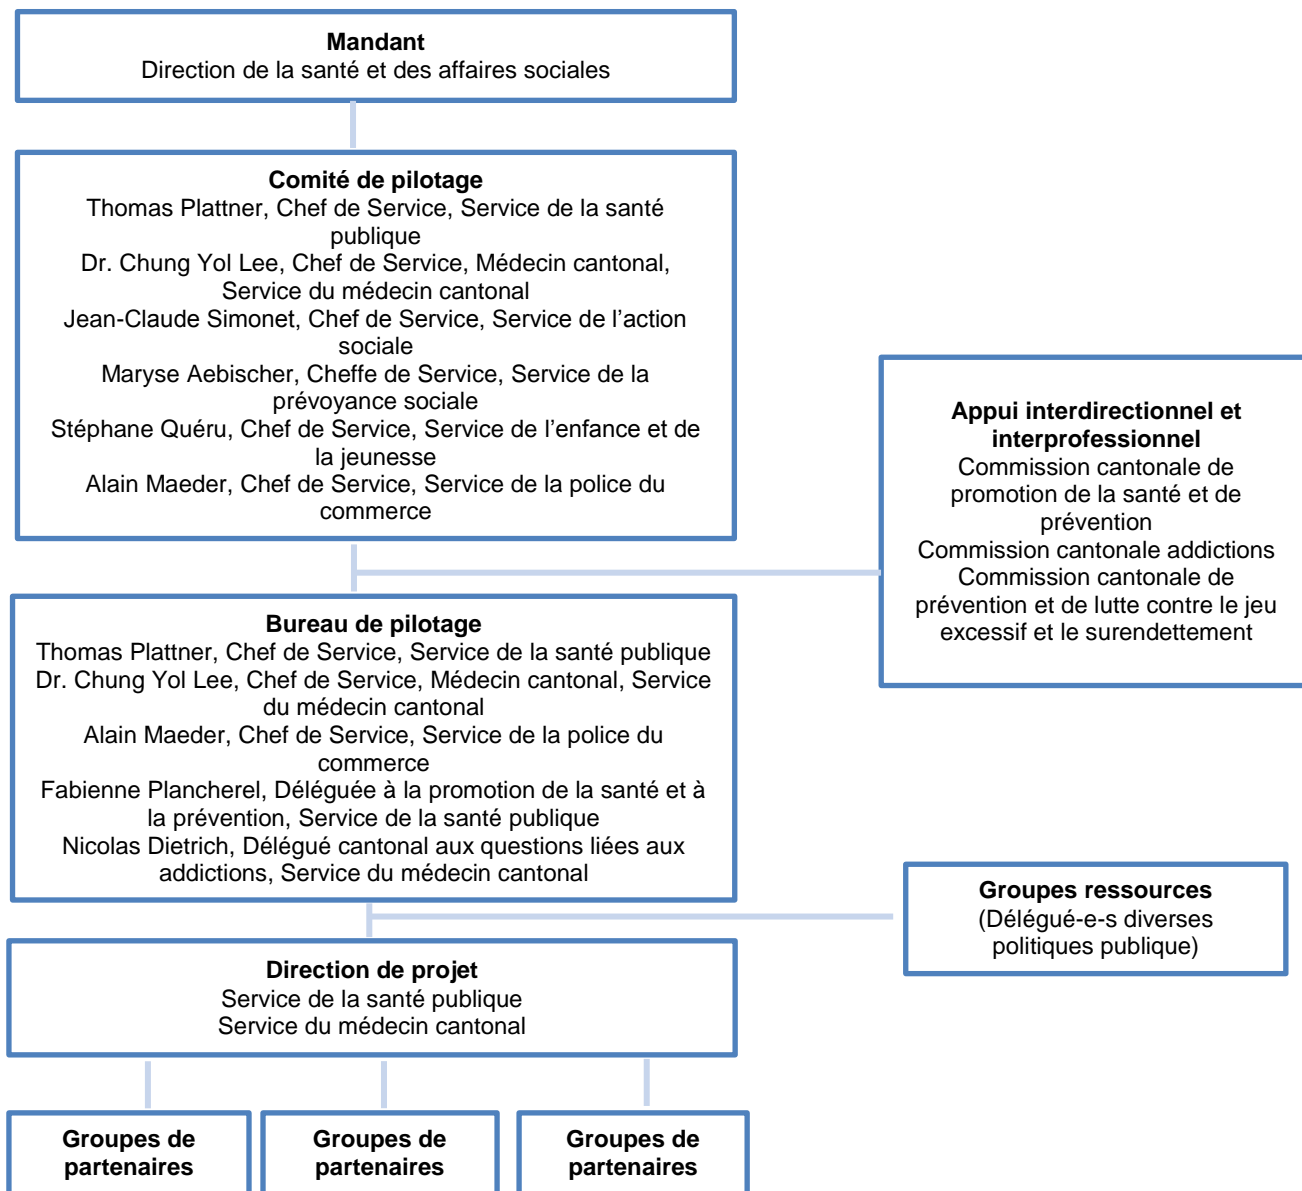 Mandant
Direction de la santé et des affaires sociales
Comité de pilotage
Thomas Plattner, Chef de Service, Service de la santé
publique
Dr. Chung Yol Lee, Chef de Service, Médecin cantonal,
Service du médecin cantonal
Jean-Claude Simonet, Chef de Service, Service de l’action
sociale
Maryse Aebischer, Cheffe de Service, Service de la
prévoyance sociale
Stéphane Quéru, Chef de Service, Service de l’enfance et de
la jeunesse
Alain Maeder, Chef de Service, Service de la police du
commerce
Appui interdirectionnel et
interprofessionnel
Commission cantonale de
promotion de la santé et de
prévention
Commission cantonale addictions
Commission cantonale de
prévention et de lutte contre le jeu
excessif et le surendettement
Bureau de pilotage
Thomas Plattner, Chef de Service, Service de la santé publique
Dr. Chung Yol Lee, Chef de Service, Médecin cantonal, Service
du médecin cantonal
Alain Maeder, Chef de Service, Service de la police du
commerce
Fabienne Plancherel, Déléguée à la promotion de la santé et à
la prévention, Service de la santé publique
Nicolas Dietrich, Délégué cantonal aux questions liées aux
addictions, Service du médecin cantonal
Groupes ressources
(Délégué-e-s diverses
politiques publique)
Direction de projet
Service de la santé publique
Service du médecin cantonal
Groupes de
partenaires
Groupes de
partenaires
Groupes de
partenaires